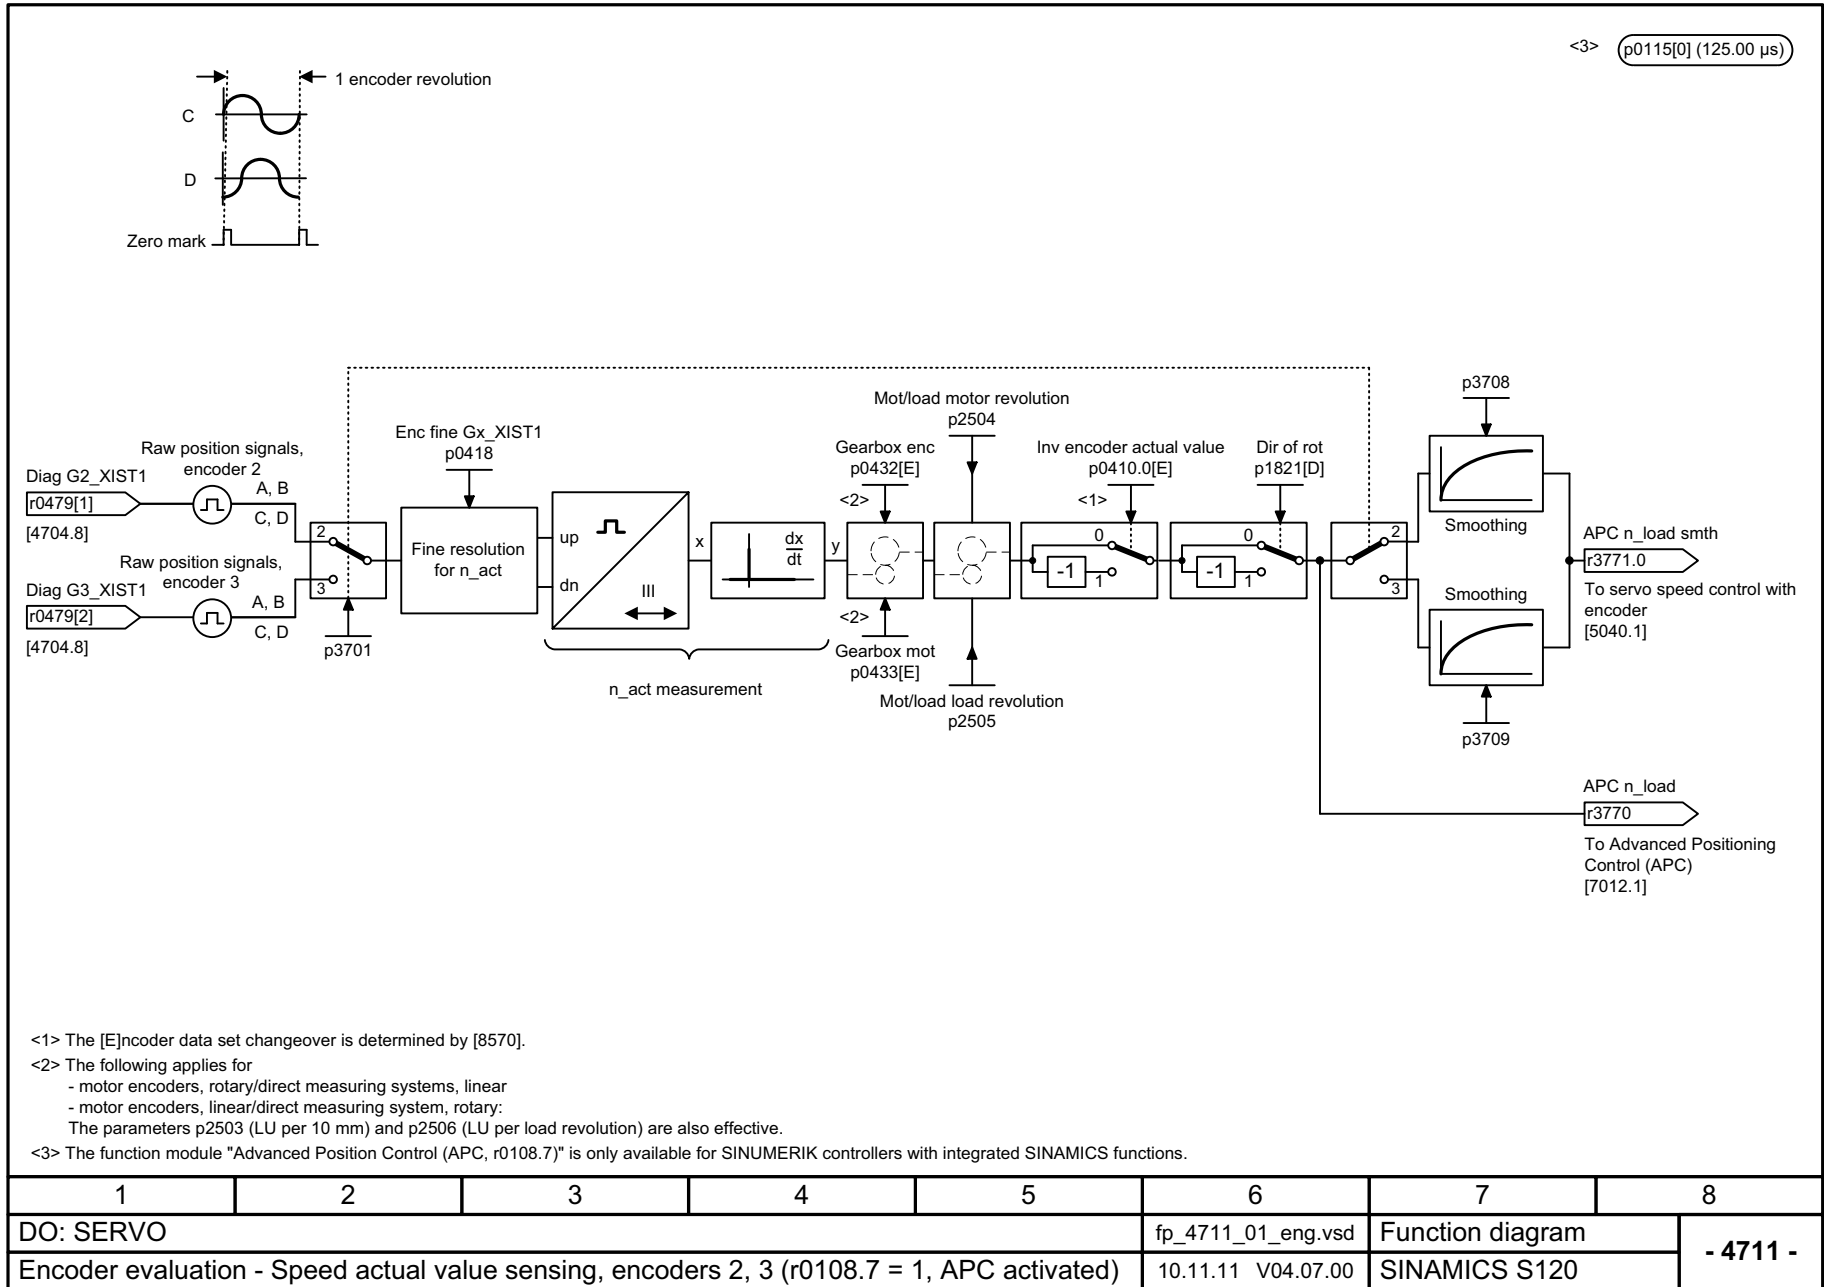 <3> p0115[0] (125.00 µs)
1 encoder revolution
C
D
Zero mark
p3708
Mot/load motor revolution
p2504
Enc fine Gx_XIST1
p0418
Gearbox enc
p0432[E]
<2>
Inv encoder actual value
p0410.0[E]
<1>
Dir of rot
p1821[D]
Raw position signals,
encoder 2
Diag G2_XIST1
r0479[1]
[4704.8]
A, B
C, D
Raw position signals,
encoder 3
Diag G3_XIST1
r0479[2]
[4704.8]
A, B
C, D
2
3
p3701
Fine resolution
for n_act
up
dn
III
x
dx
dt
y
n_act measurement
<2>
Gearbox mot
p0433[E]
Mot/load load revolution
p2505
0
-1
1
0
-1
1
2
3
Smoothing
Smoothing
p3709
APC n_load smth
r3771.0
To servo speed control with
encoder
[5040.1]
APC n_load
r3770
To Advanced Positioning
Control (APC)
[7012.1]
<1> The [E]ncoder data set changeover is determined by [8570].
<2> The following applies for
- motor encoders, rotary/direct measuring systems, linear
- motor encoders, linear/direct measuring system, rotary:
The parameters p2503 (LU per 10 mm) and p2506 (LU per load revolution) are also effective.
<3> The function module "Advanced Position Control (APC, r0108.7)" is only available for SINUMERIK controllers with integrated SINAMICS functions.
1 2 3 4 5 6 7 8
DO: SERVO fp_4711_01_eng.vsd Function diagram
- 4711 -
Encoder evaluation - Speed actual value sensing, encoders 2, 3 (r0108.7 = 1, APC activated) 10.11.11 V04.07.00 SINAMICS S120